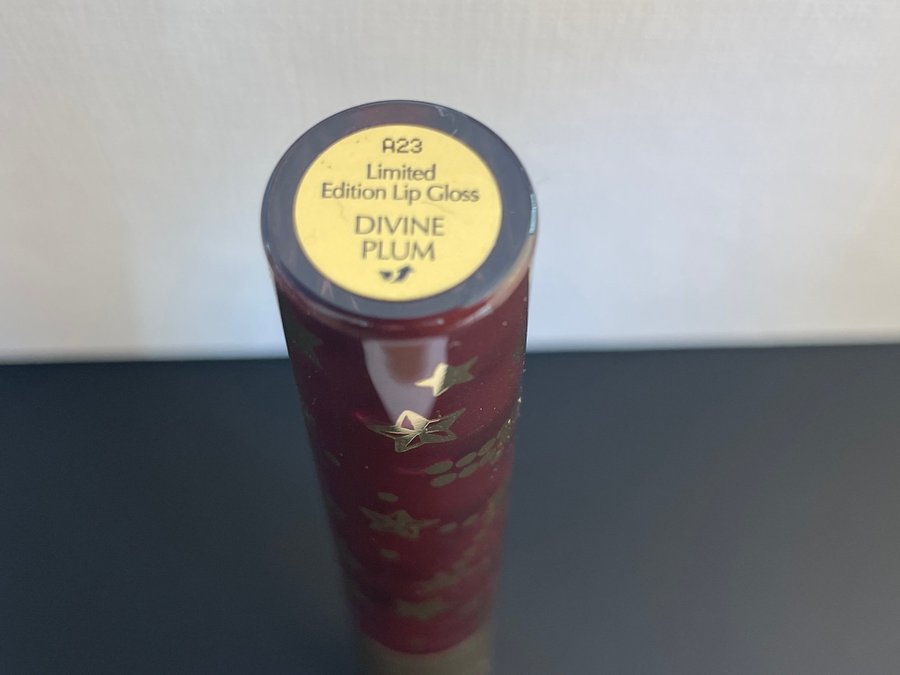 A23
Limited
Edition Lip Gloss
DIVINE
PLUM